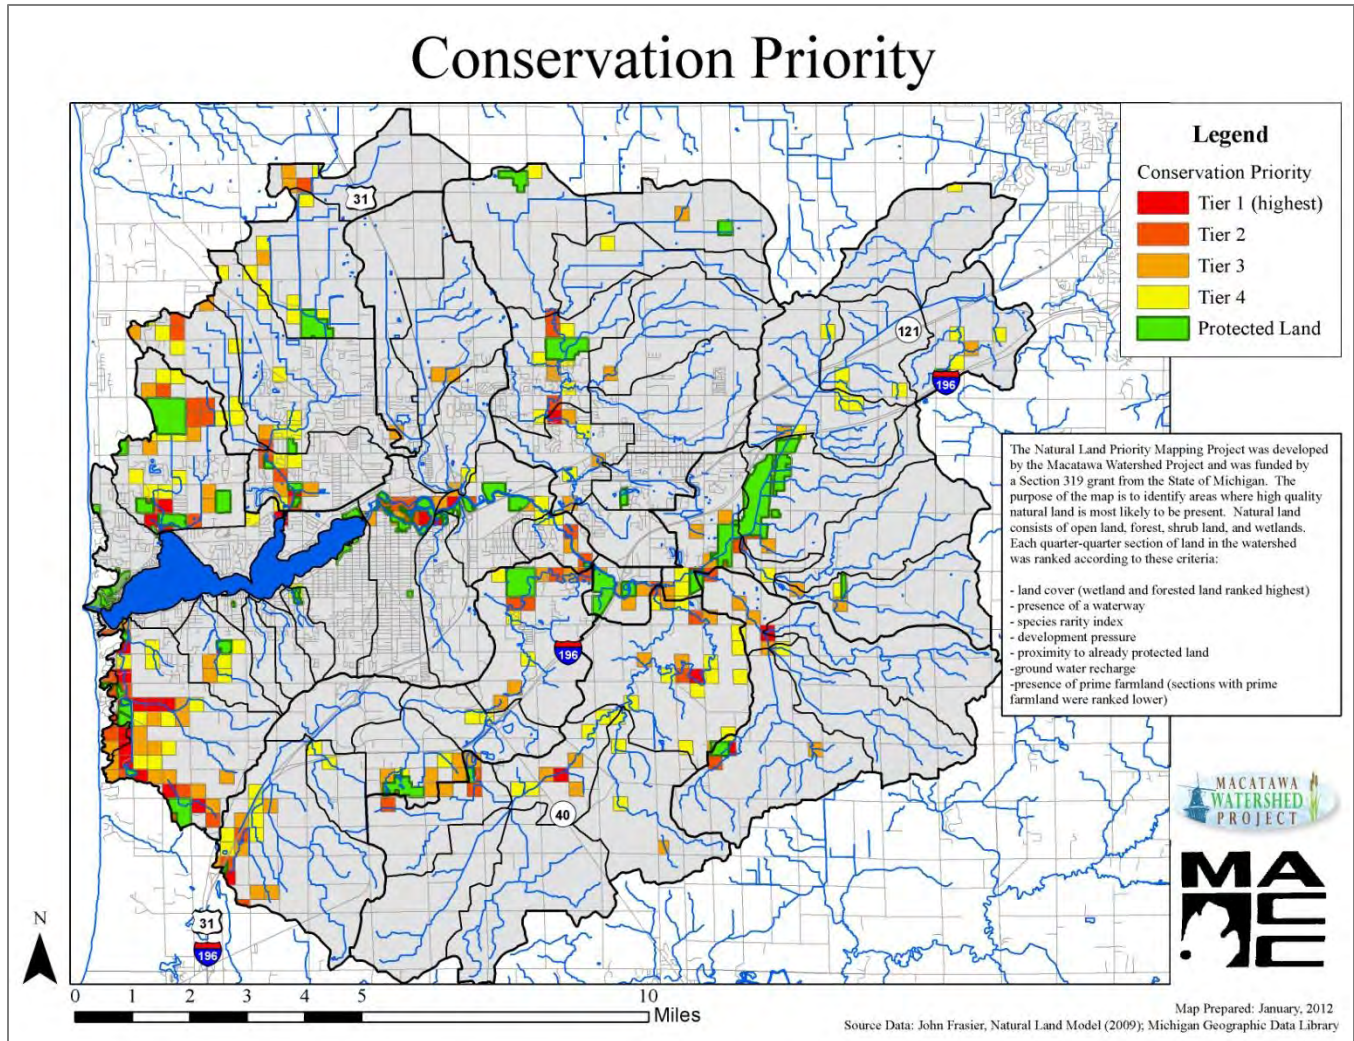 Conservation Priority
Legend
Conservation Priority
Tier 1 (highest)
Tier 2
Tier 3
Tier 4
Protected Land
31
121
196
The Natural Land Priority Mapping Project was developed
by the Macatawa Watershed Project and was funded by
a Section 319 grant from the State of Michigan. The
purpose of the map is to identify areas where high quality
natural land is most likely to be present. Natural land
consists of open land, forest, shrub land, and wetlands.
Each quarter-quarter section of land in the watershed
was ranked according to these criteria:
- land cover (wetland and forested land ranked highest)
- presence of a waterway
- species rarity index
- development pressure
- proximity to already protected land
-ground water recharge
-presence of prime farmland (sections with prime
farmland were ranked lower)
196
40
31
196
N
MACATAWA
WATERSHED
PROJECT
MACC
0 1 2 3 4 5 10 Miles
Map Prepared: January, 2012
Source Data: John Frasier, Natural Land Model (2009); Michigan Geographic Data Library